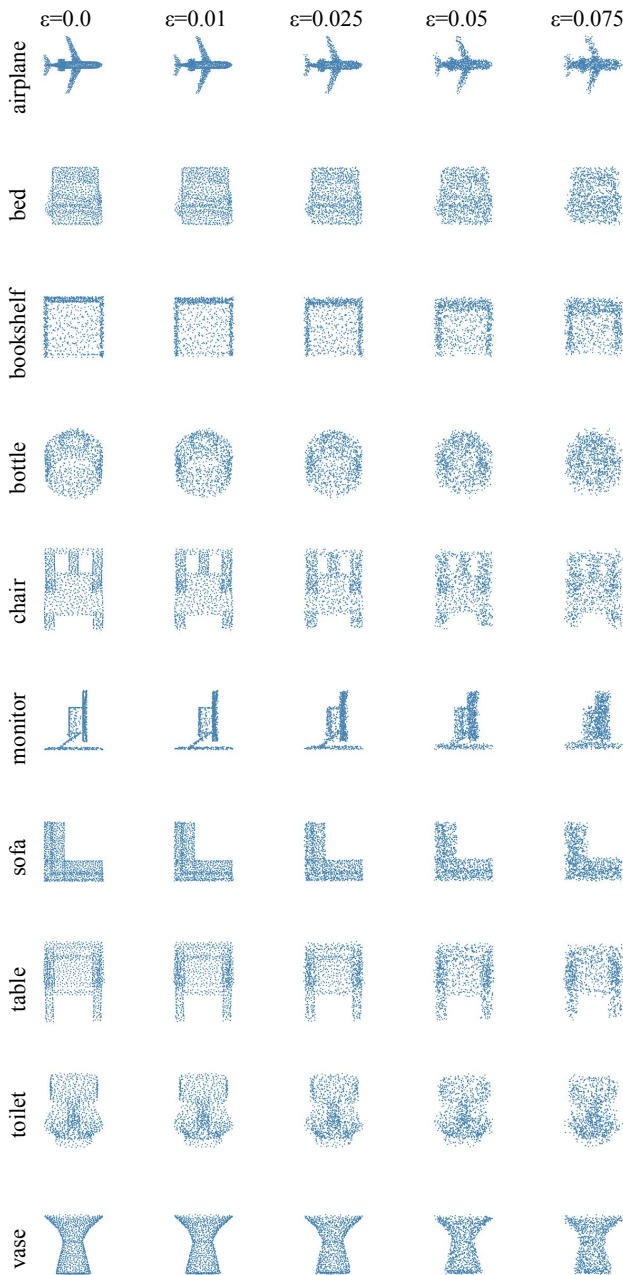 ε=0.0 ε=0.01 ε=0.025 ε=0.05 ε=0.075
airplane
bed
bookshelf
bottle
chair
monitor
sofa
table
toilet
vase